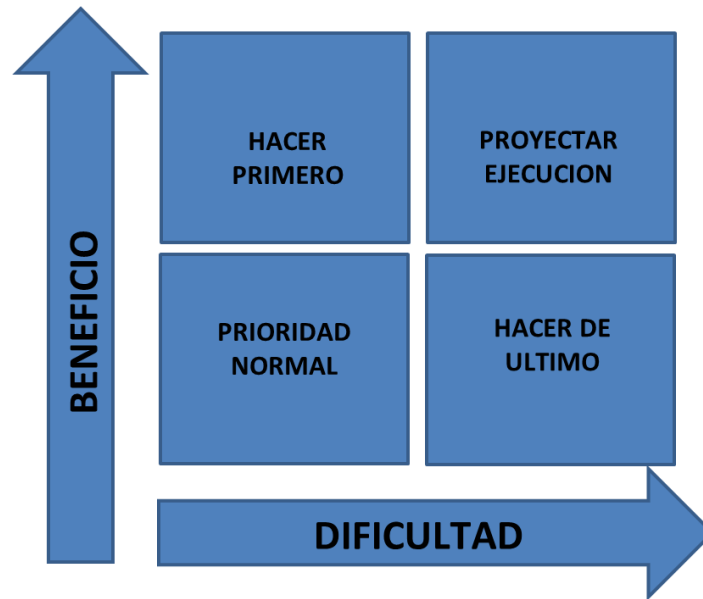 HACER
PRIMERO
PROYECTAR
EJECUCION
BENEFICIO
PRIORIDAD
NORMAL
HACER DE
ULTIMO
DIFICULTAD